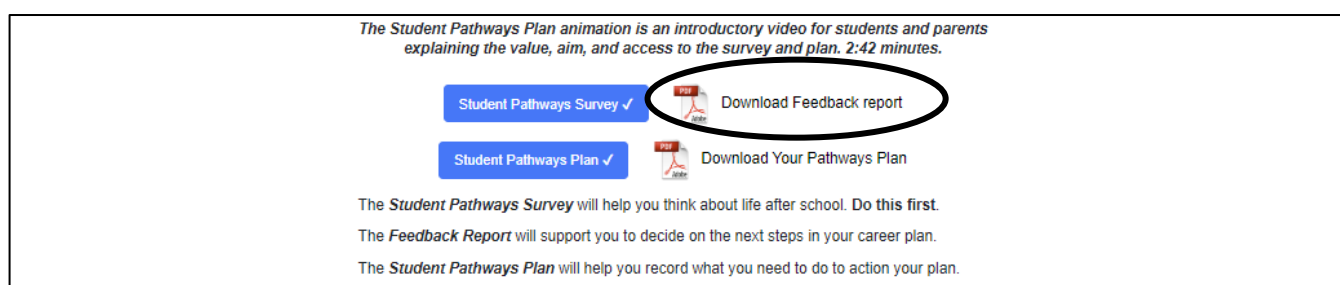 The Student Pathways Plan animation is an introductory video for students and parents
explaining the value, aim, and access to the survey and plan. 2:42 minutes.
Student Pathways Survey ✓ PDF Adobe Download Feedback report
Student Pathways Plan ✓ PDF Adobe Download Your Pathways Plan
The Student Pathways Survey will help you think about life after school. Do this first.
The Feedback Report will support you to decide on the next steps in your career plan.
The Student Pathways Plan will help you record what you need to do to action your plan.